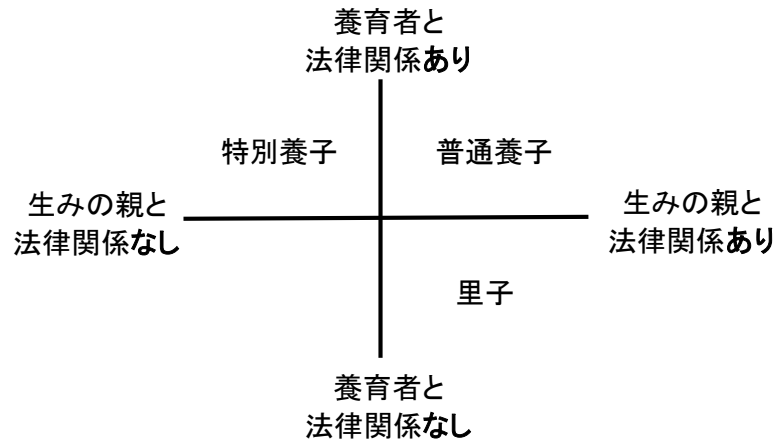 養育者と
法律関係あり
特別養子
普通養子
生みの親と
法律関係なし
生みの親と
法律関係あり
里子
養育者と
法律関係なし